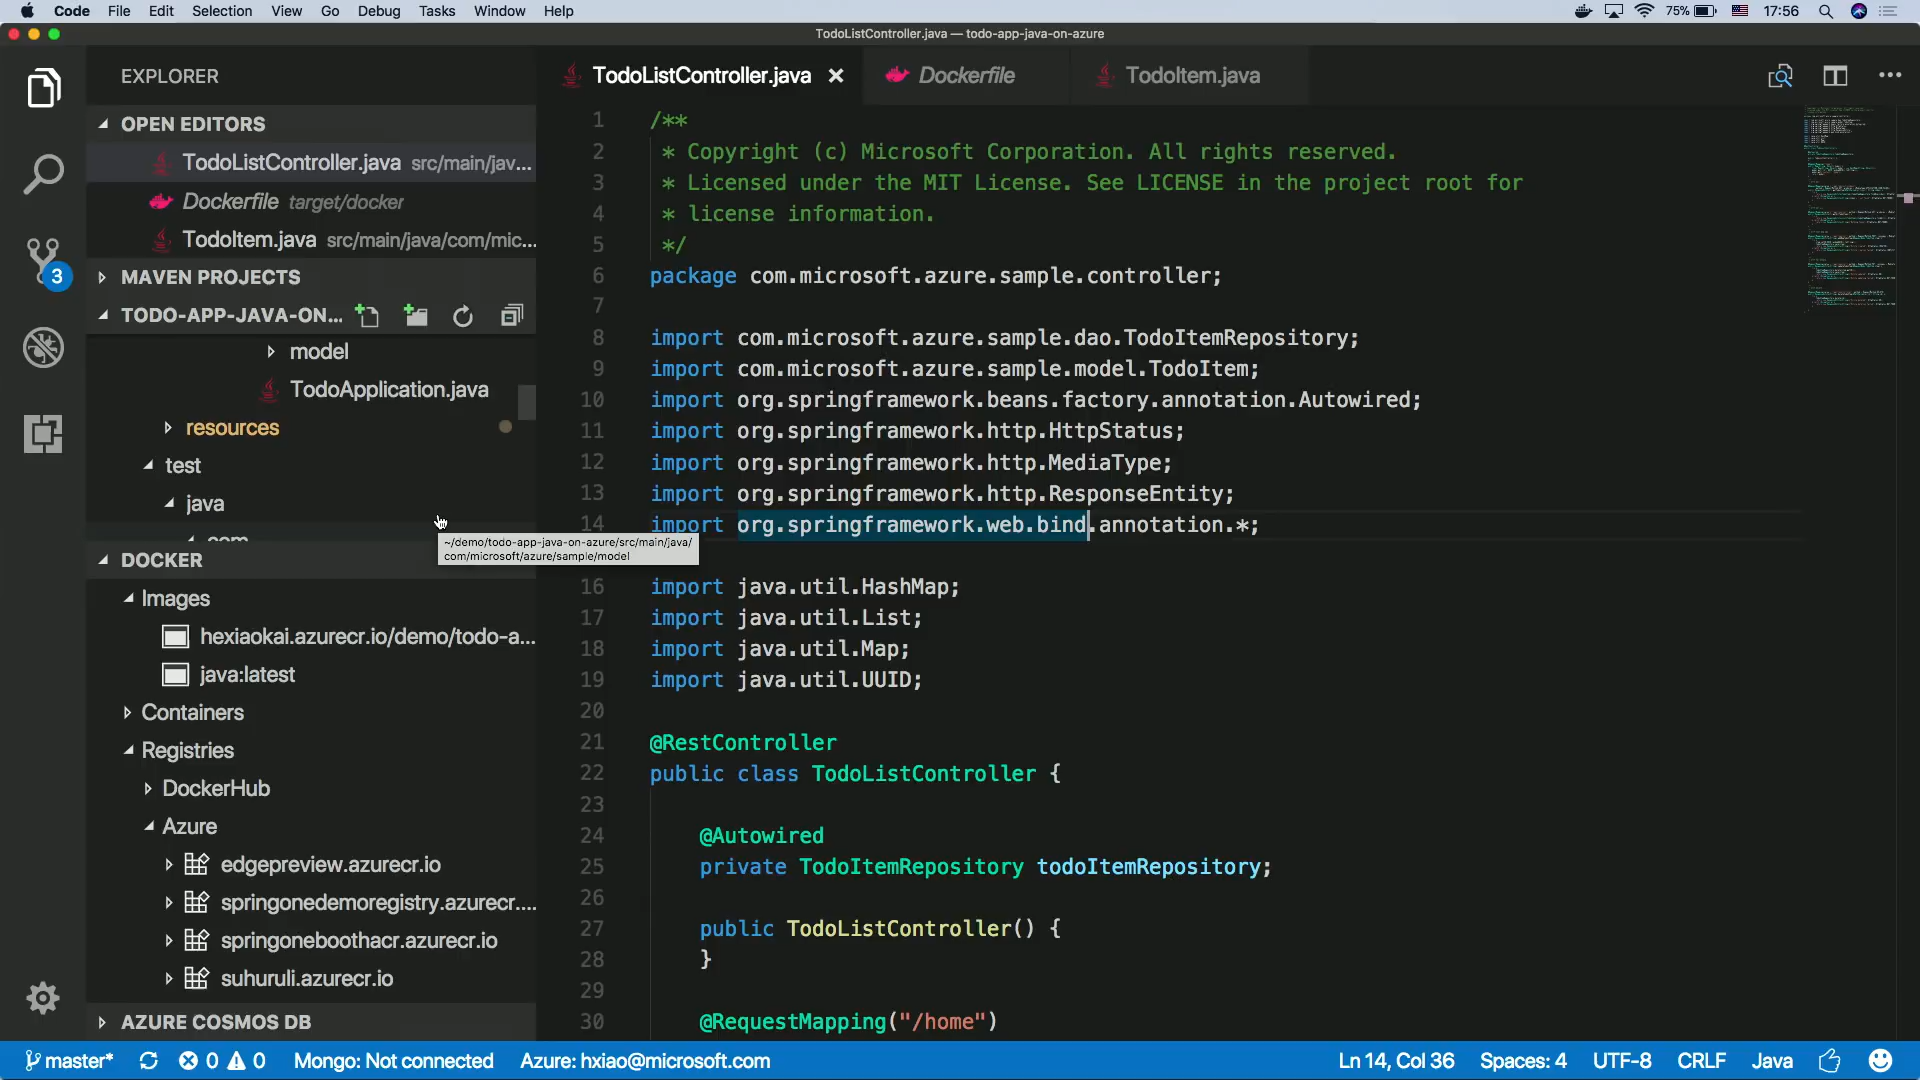 Code File Edit Selection View Go Debug Tasks Window Help
75% 17:56
TodoListController.java — todo-app-java-on-azure
EXPLORER
OPEN EDITORS
TodoListController.java src/main/jav...
Dockerfile target/docker
TodoItem.java src/main/java/com/mic...
3
MAVEN PROJECTS
TODO-APP-JAVA-ON...
model
TodoApplication.java
resources
test
java
com
~/demo/todo-app-java-on-azure/src/main/java/
com/microsoft/azure/sample/model
DOCKER
Images
hexiaokai.azurecr.io/demo/todo-a...
java:latest
Containers
Registries
DockerHub
Azure
edgepreview.azurecr.io
springonedemoregistry.azurecr....
springoneboothacr.azurecr.io
suhuruli.azurecr.io
AZURE COSMOS DB
TodoListController.java Dockerfile TodoItem.java
1 /**
2 * Copyright (c) Microsoft Corporation. All rights reserved.
3 * Licensed under the MIT License. See LICENSE in the project root for
4 * license information.
5 */
6 package com.microsoft.azure.sample.controller;
7
8 import com.microsoft.azure.sample.dao.TodoItemRepository;
9 import com.microsoft.azure.sample.model.TodoItem;
10 import org.springframework.beans.factory.annotation.Autowired;
11 import org.springframework.http.HttpStatus;
12 import org.springframework.http.MediaType;
13 import org.springframework.http.ResponseEntity;
14 import org.springframework.web.bind.annotation.*;
16 import java.util.HashMap;
17 import java.util.List;
18 import java.util.Map;
19 import java.util.UUID;
20
21 @RestController
22 public class TodoListController {
23
24 @Autowired
25 private TodoItemRepository todoItemRepository;
26
27 public TodoListController() {
28 }
29
30 @RequestMapping("/home")
master* 0 0 Mongo: Not connected Azure: hxiao@microsoft.com Ln 14, Col 36 Spaces: 4 UTF-8 CRLF Java